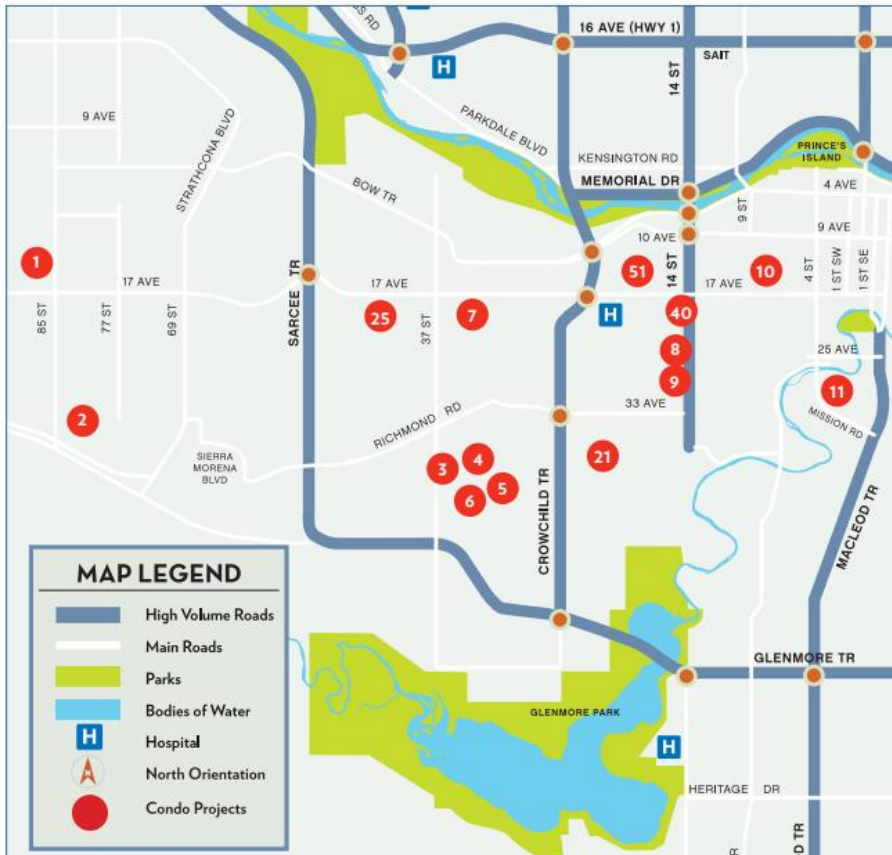 SS RD
16 AVE (HWY 1)
H
SAIT
14 ST
9 AVE
STRATHCONA BLVD
PARKDALE BLVD
KENSINGTON RD
MEMORIAL DR
PRINCE'S
ISLAND
BOW TR
4 AVE
9 ST
9 AVE
10 AVE
1
51
14 ST
10
4 ST
1 ST SW
1 ST SE
17 AVE
SARCEE TR
17 AVE
17 AVE
85 ST
77 ST
69 ST
25
37 ST
7
H
40
8
25 AVE
9
11
2
33 AVE
MISSION RD
RICHMOND RD
SIERRA
MORENA
BLVD
3
4
21
5
6
CROWCHILD TR
MACLEOD TR
MAP LEGEND
High Volume Roads
Main Roads
Parks
Bodies of Water
H
Hospital
N
North Orientation
Condo Projects
GLENMORE TR
GLENMORE PARK
H
HERITAGE DR
R
D TR